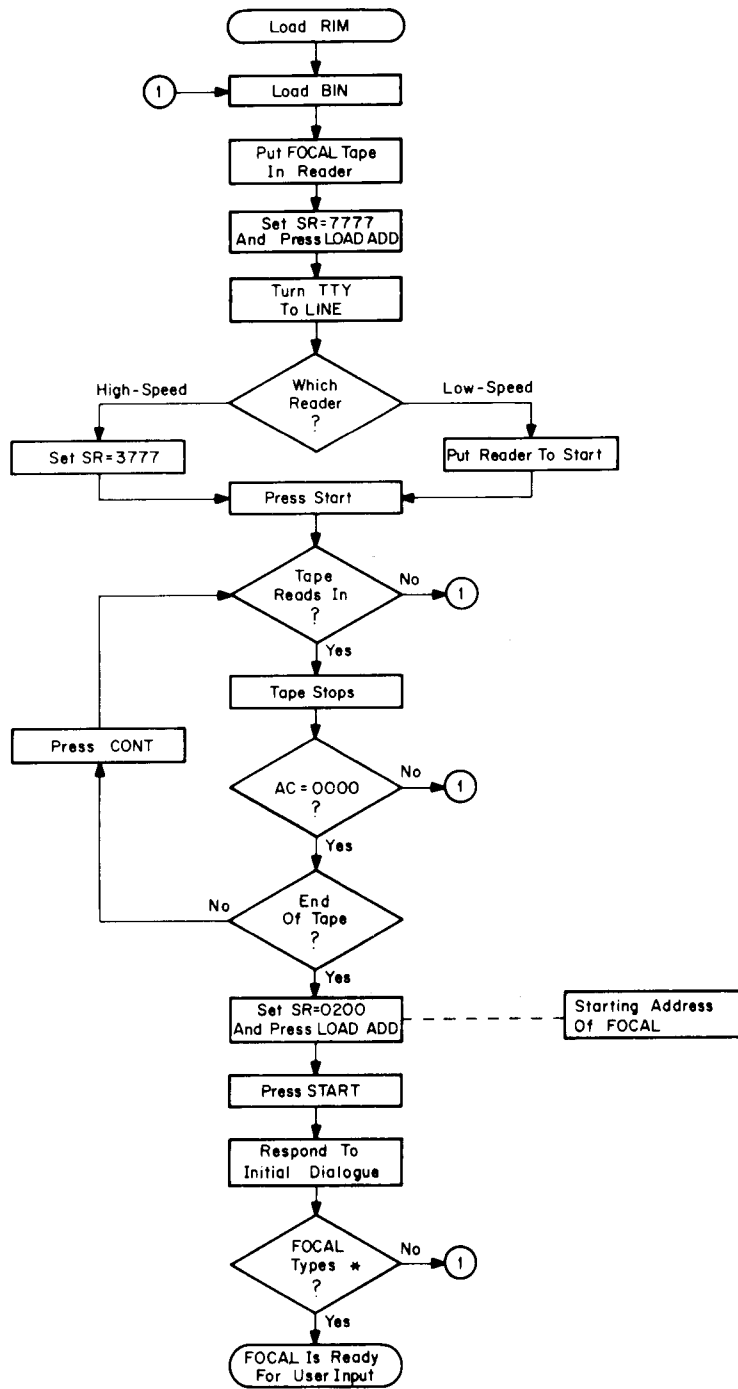 Load RIM
1
Load BIN
Put FOCAL Tape
In Reader
Set SR=7777
And Press LOAD ADD
Turn TTY
To LINE
High-Speed
Which
Reader
?
Low-Speed
Set SR=3777
Put Reader To Start
Press Start
Tape
Reads In
?
No
1
Yes
Tape Stops
Press CONT
AC=0000
?
No
1
Yes
No
End
Of Tape
?
Yes
Set SR=0200
And Press LOAD ADD
Starting Address
Of FOCAL
Press START
Respond To
Initial Dialogue
FOCAL
Types *
?
No
1
Yes
FOCAL Is Ready
For User Input